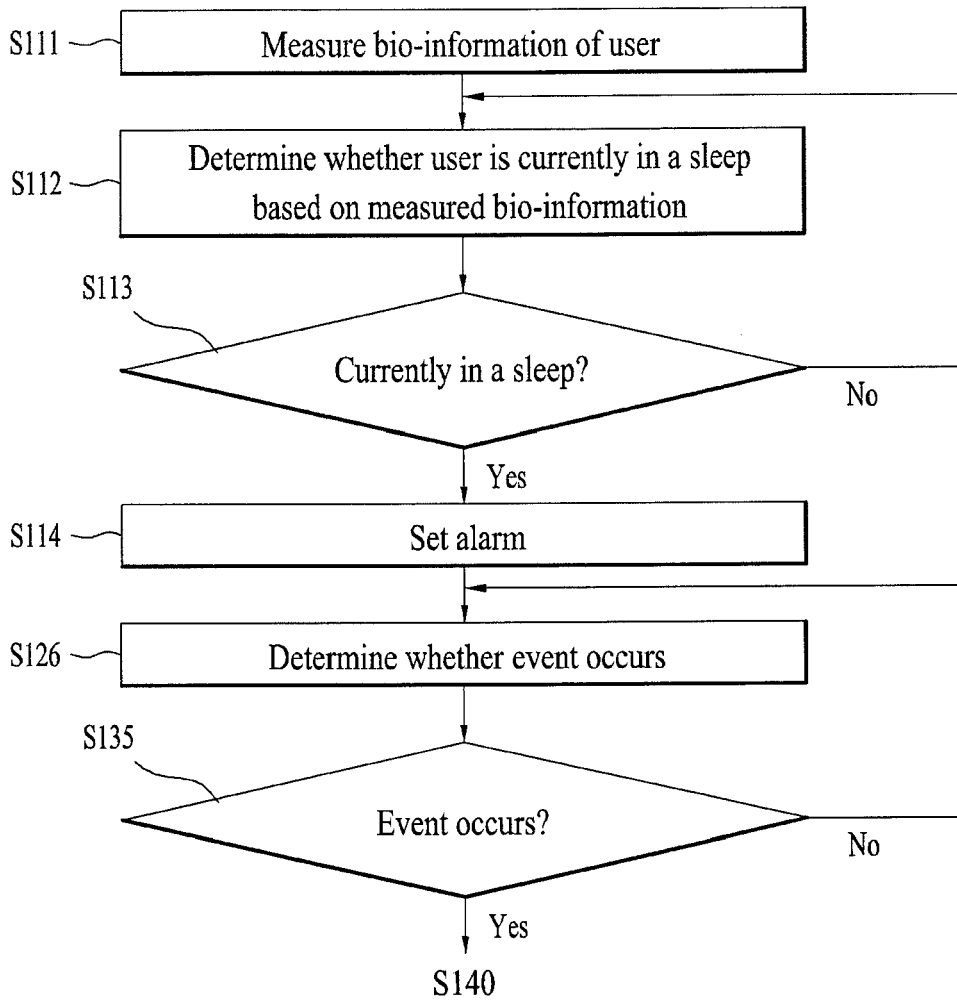 S111
Measure bio-information of user
S112
Determine whether user is currently in a sleep
based on measured bio-information
S113
Currently in a sleep?
No
Yes
S114
Set alarm
S126
Determine whether event occurs
S135
Event occurs?
No
Yes
S140